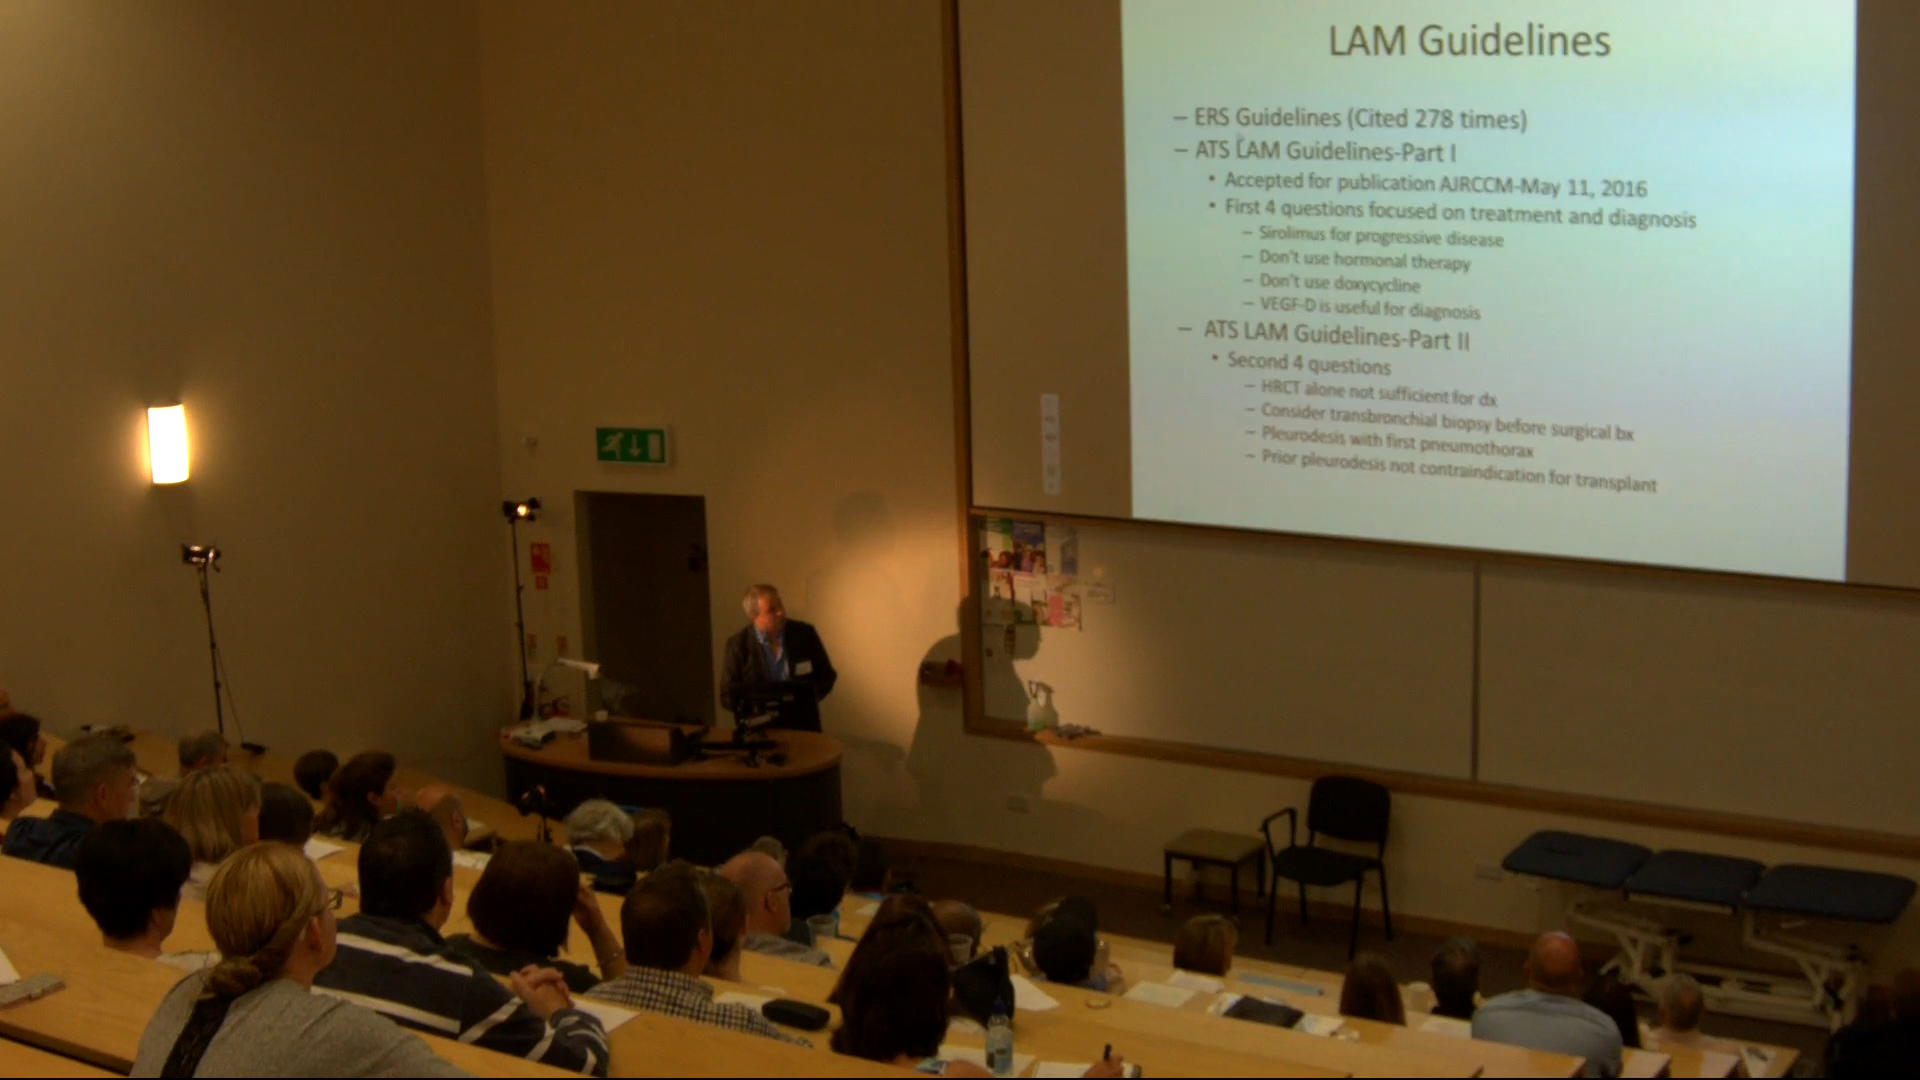 LAM Guidelines
– ERS Guidelines (Cited 278 times)
– ATS LAM Guidelines-Part I
• Accepted for publication AJRCCM-May 11, 2016
• First 4 questions focused on treatment and diagnosis
– Sirolimus for progressive disease
– Don't use hormonal therapy
– Don't use doxycycline
– VEGF-D is useful for diagnosis
– ATS LAM Guidelines-Part II
• Second 4 questions
– HRCT alone not sufficient for dx
– Consider transbronchial biopsy before surgical bx
– Pleurodesis with first pneumothorax
– Prior pleurodesis not contraindication for transplant